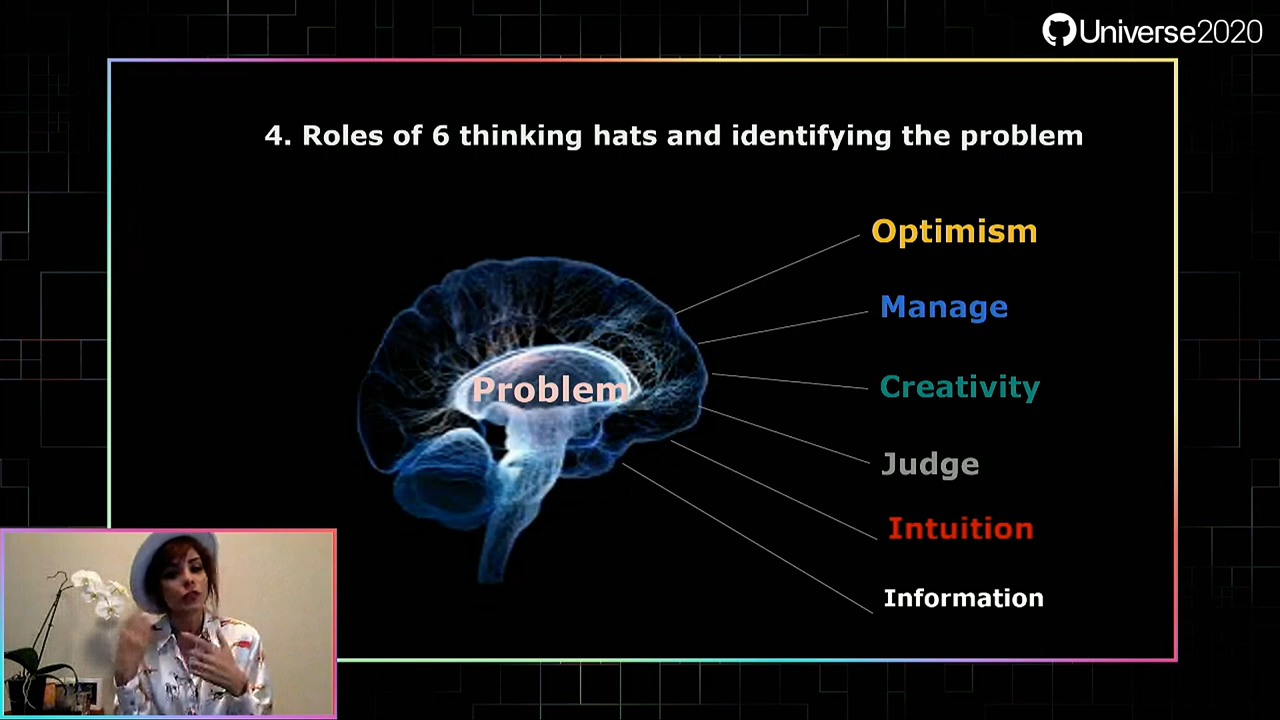 Universe2020
4. Roles of 6 thinking hats and identifying the problem
Optimism
Manage
Creativity
Problem
Judge
Intuition
Information